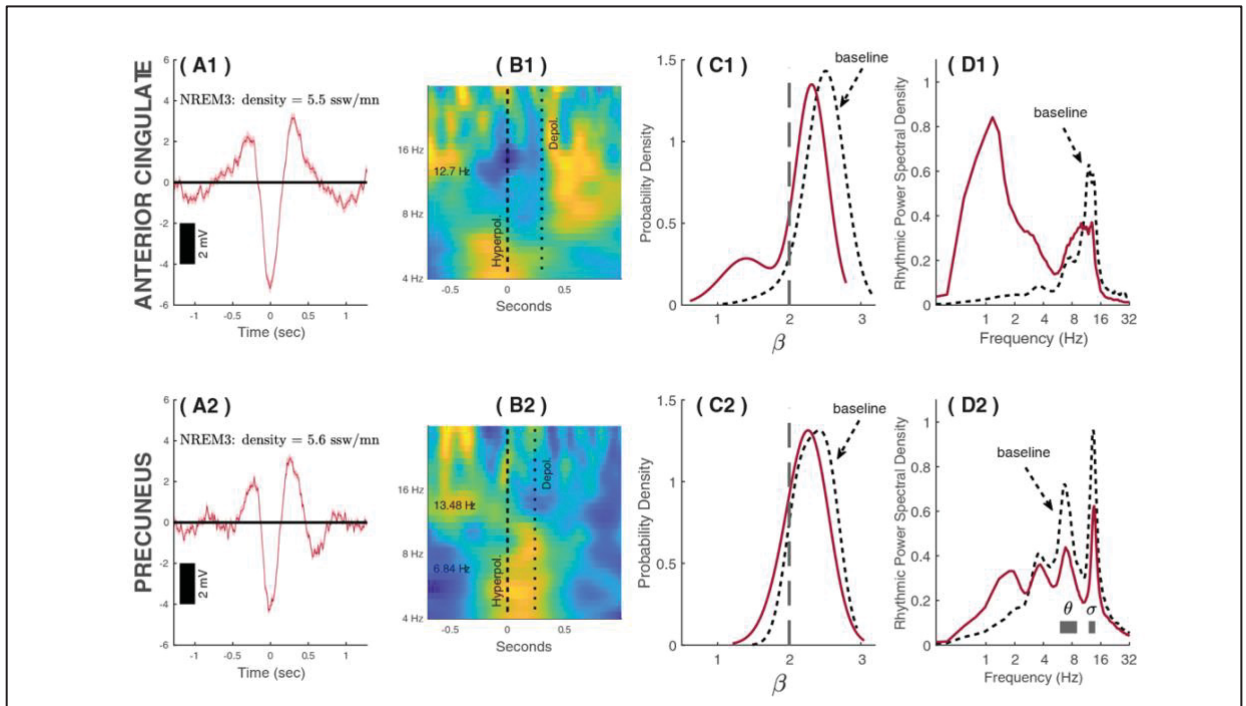 ANTERIOR CINGULATE
( A1 )
NREM3: density = 5.5 ssw/mn
6
4
2
0
-2
-4
-6
2 mV
-1 -0.5 0 0.5 1
Time (sec)
( B1 )
16 Hz
12.7 Hz
8 Hz
4 Hz
Hyperpol.
Depol.
-0.5 0 0.5
Seconds
( C1 )
baseline
Probability Density
1.5
1
0.5
0
1 2 3
β
( D1 )
baseline
Rhythmic Power Spectral Density
1
0.8
0.6
0.4
0.2
0
1 2 4 8 16 32
Frequency (Hz)
PRECUNEUS
( A2 )
NREM3: density = 5.6 ssw/mn
6
4
2
0
-2
-4
-6
2 mV
-1 -0.5 0 0.5 1
Time (sec)
( B2 )
16 Hz
13.48 Hz
8 Hz
6.84 Hz
4 Hz
Hyperpol.
Depol.
-0.5 0 0.5
Seconds
( C2 )
baseline
Probability Density
1.5
1
0.5
0
1 2 3
β
( D2 )
baseline
Rhythmic Power Spectral Density
1
0.8
0.6
0.4
0.2
0
θ σ
1 2 4 8 16 32
Frequency (Hz)